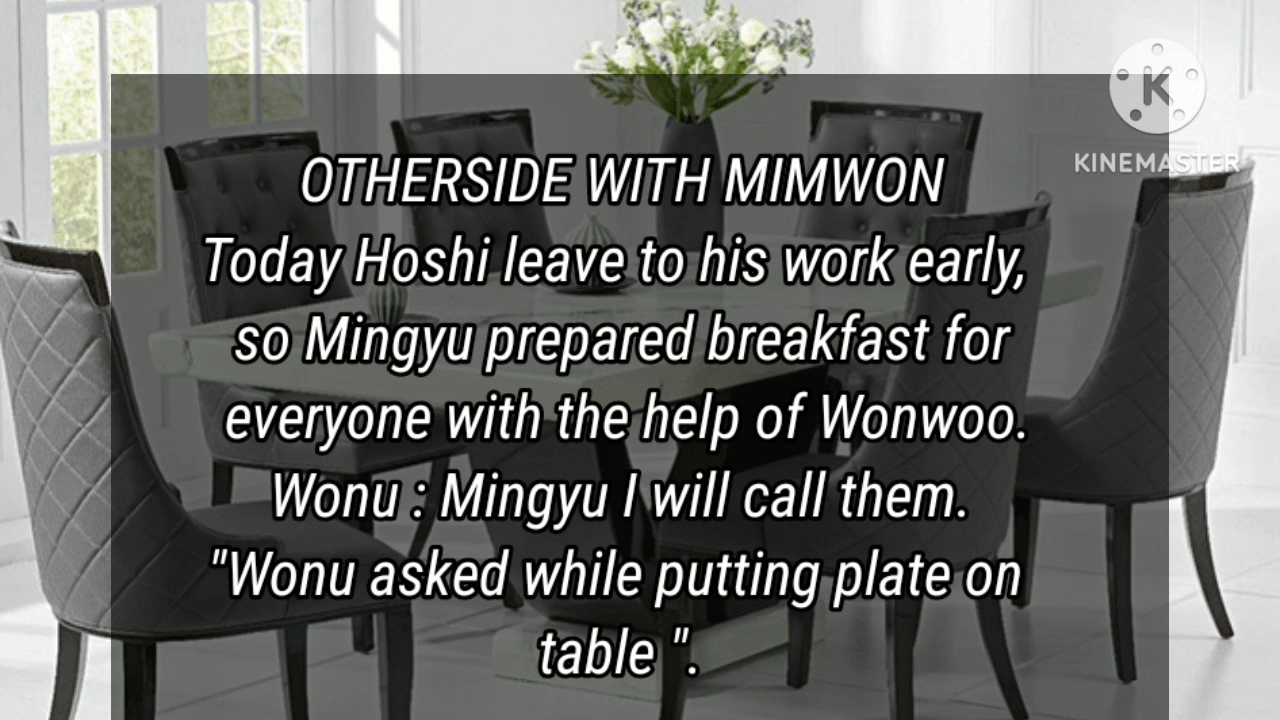 K
KINEMASTER
OTHERSIDE WITH MIMWON
Today Hoshi leave to his work early,
so Mingyu prepared breakfast for
everyone with the help of Wonwoo.
Wonu : Mingyu I will call them.
"Wonu asked while putting plate on
table ".